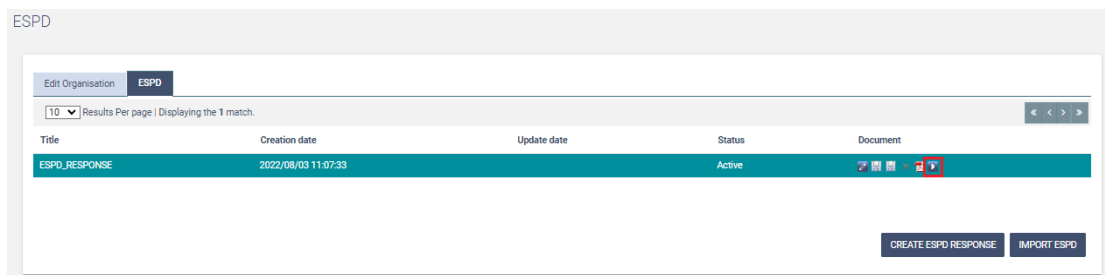 ESPD
Edit Organisation ESPD
10 Results Per page | Displaying the 1 match.
Title Creation date Update date Status Document
ESPD_RESPONSE 2022/08/03 11:07:33 Active
CREATE ESPD RESPONSE IMPORT ESPD